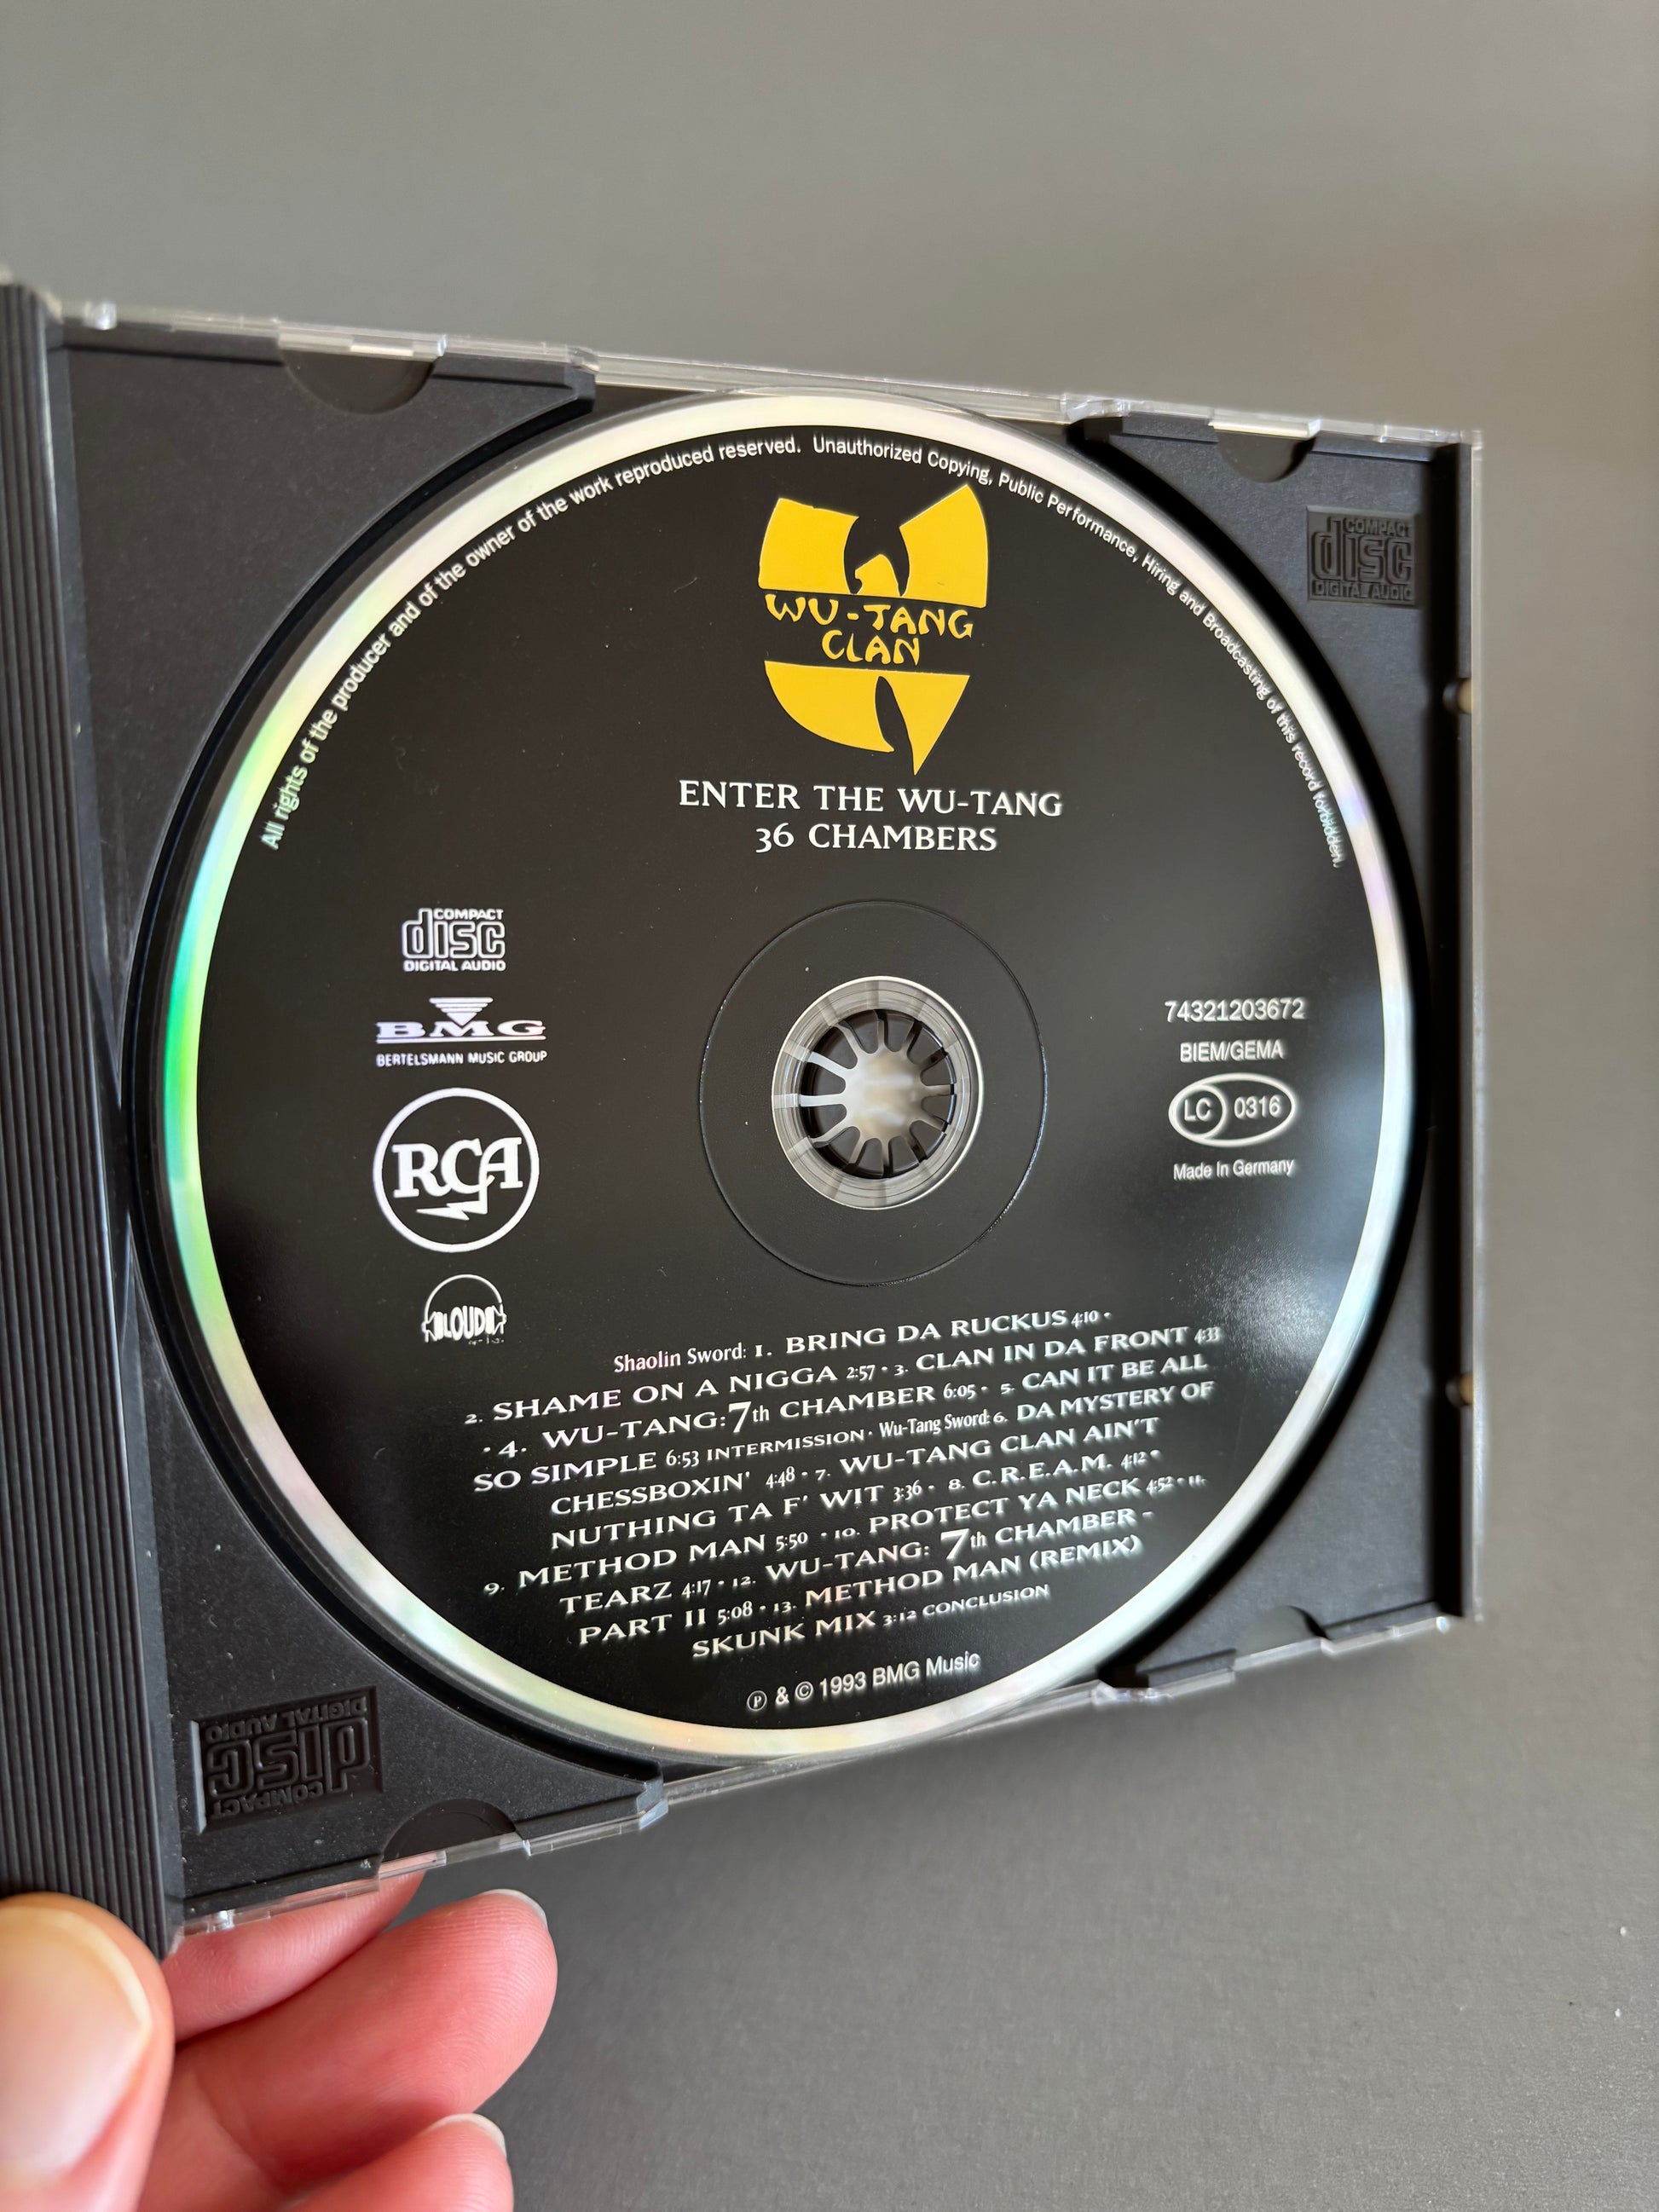 All rights of the producer and of the owner of the work reproduced reserved. Unauthorized Copying, Public Performance, Hiring and Broadcasting of this record forbidden.
WU-TANG
CLAN
ENTER THE WU-TANG
36 CHAMBERS
COMPACT
disc
DIGITAL AUDIO
BMG
BERTELSMANN MUSIC GROUP
RCA
LOUD
74321203672
BIEM/GEMA
LC 0316
Made In Germany
Shaolin Sword: 1. BRING DA RUCKUS 4:10 •
2. SHAME ON A NIGGA 2:57 • 3. CLAN IN DA FRONT 4:33
• 4. WU-TANG: 7th CHAMBER 6:05 • 5. CAN IT BE ALL
SO SIMPLE 6:53 INTERMISSION • Wu-Tang Sword: 6. DA MYSTERY OF
CHESSBOXIN' 4:48 • 7. WU-TANG CLAN AIN'T
NUTHING TA F' WIT 3:36 • 8. C.R.E.A.M. 4:12 •
9. METHOD MAN 5:50 • 10. PROTECT YA NECK 4:52 • 11.
TEARZ 4:17 • 12. WU-TANG: 7th CHAMBER -
PART II 5:08 • 13. METHOD MAN (REMIX)
SKUNK MIX 3:12 CONCLUSION
℗ & © 1993 BMG Music
COMPACT
disc
DIGITAL AUDIO
COMPACT
disc
DIGITAL AUDIO